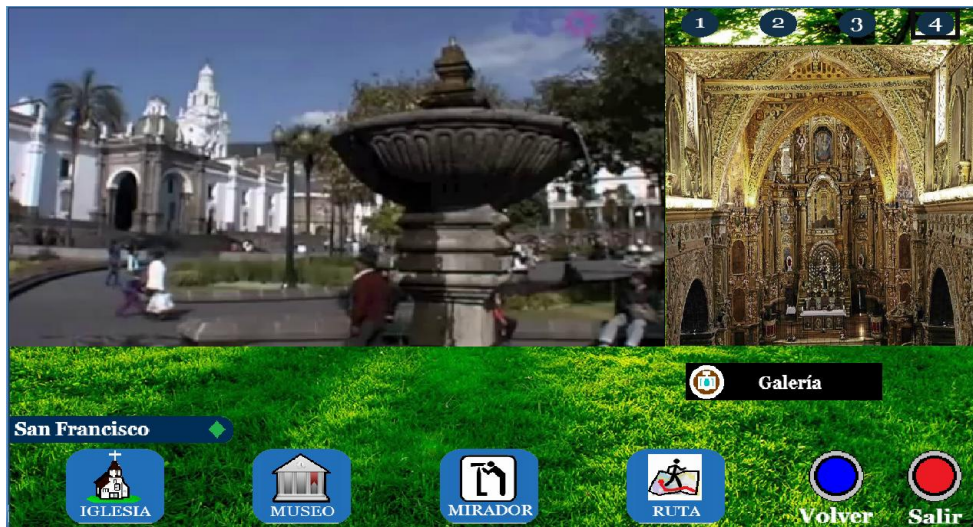 1 2 3 4
Galería
San Francisco
IGLESIA MUSEO MIRADOR RUTA Volver Salir